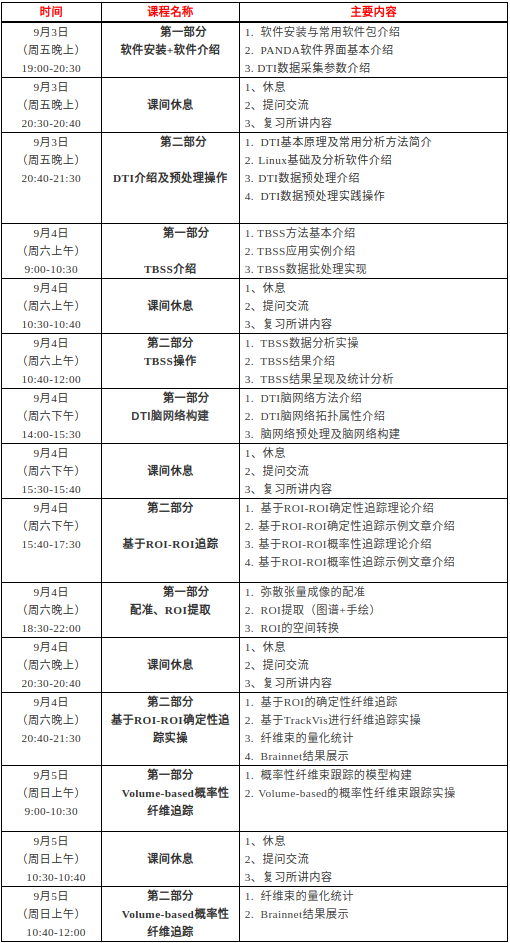 时间 课程名称 主要内容
9月3日
（周五晚上）
19:00-20:30
第一部分
软件安装+软件介绍
1. 软件安装与常用软件包介绍
2. PANDA软件界面基本介绍
3. DTI数据采集参数介绍
9月3日
（周五晚上）
20:30-20:40
课间休息
1、休息
2、提问交流
3、复习所讲内容
9月3日
（周五晚上）
20:40-21:30
第二部分
DTI介绍及预处理操作
1. DTI基本原理及常用分析方法简介
2. Linux基础及分析软件介绍
3. DTI数据预处理介绍
4. DTI数据预处理实践操作
9月4日
（周六上午）
9:00-10:30
第一部分
TBSS介绍
1. TBSS方法基本介绍
2. TBSS应用实例介绍
3. TBSS数据批处理实现
9月4日
（周六上午）
10:30-10:40
课间休息
1、休息
2、提问交流
3、复习所讲内容
9月4日
（周六上午）
10:40-12:00
第二部分
TBSS操作
1. TBSS数据分析实操
2. TBSS结果介绍
3. TBSS结果呈现及统计分析
9月4日
（周六下午）
14:00-15:30
第一部分
DTI脑网络构建
1. DTI脑网络方法介绍
2. DTI脑网络拓扑属性介绍
3. 脑网络预处理及脑网络构建
9月4日
（周六下午）
15:30-15:40
课间休息
1、休息
2、提问交流
3、复习所讲内容
9月4日
（周六下午）
15:40-17:30
第二部分
基于ROI-ROI追踪
1. 基于ROI-ROI确定性追踪理论介绍
2. 基于ROI-ROI确定性追踪示例文章介绍
3. 基于ROI-ROI概率性追踪理论介绍
4. 基于ROI-ROI概率性追踪示例文章介绍
9月4日
（周六晚上）
18:30-22:00
第一部分
配准、ROI提取
1. 弥散张量成像的配准
2. ROI提取（图谱+手绘）
3. ROI的空间转换
9月4日
（周六晚上）
20:30-20:40
课间休息
1、休息
2、提问交流
3、复习所讲内容
9月4日
（周六晚上）
20:40-21:30
第二部分
基于ROI-ROI确定性追
踪实操
1. 基于ROI的确定性纤维追踪
2. 基于TrackVis进行纤维追踪实操
3. 纤维束的量化统计
4. Brainnet结果展示
9月5日
（周日上午）
9:00-10:30
第一部分
Volume-based概率性
纤维追踪
1. 概率性纤维束跟踪的模型构建
2. Volume-based的概率性纤维束跟踪实操
9月5日
（周日上午）
10:30-10:40
课间休息
1、休息
2、提问交流
3、复习所讲内容
9月5日
（周日上午）
10:40-12:00
第二部分
Volume-based概率性
纤维追踪
1. 纤维束的量化统计
2. Brainnet结果展示